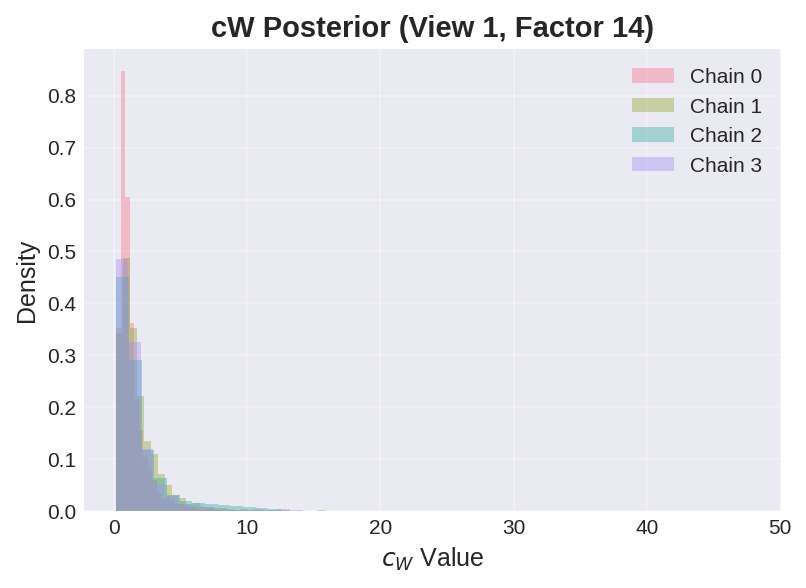 cW Posterior (View 1, Factor 14)
Chain 0
Chain 1
Chain 2
Chain 3
Density
0.8
0.7
0.6
0.5
0.4
0.3
0.2
0.1
0.0
0 10 20 30 40 50
c_W Value